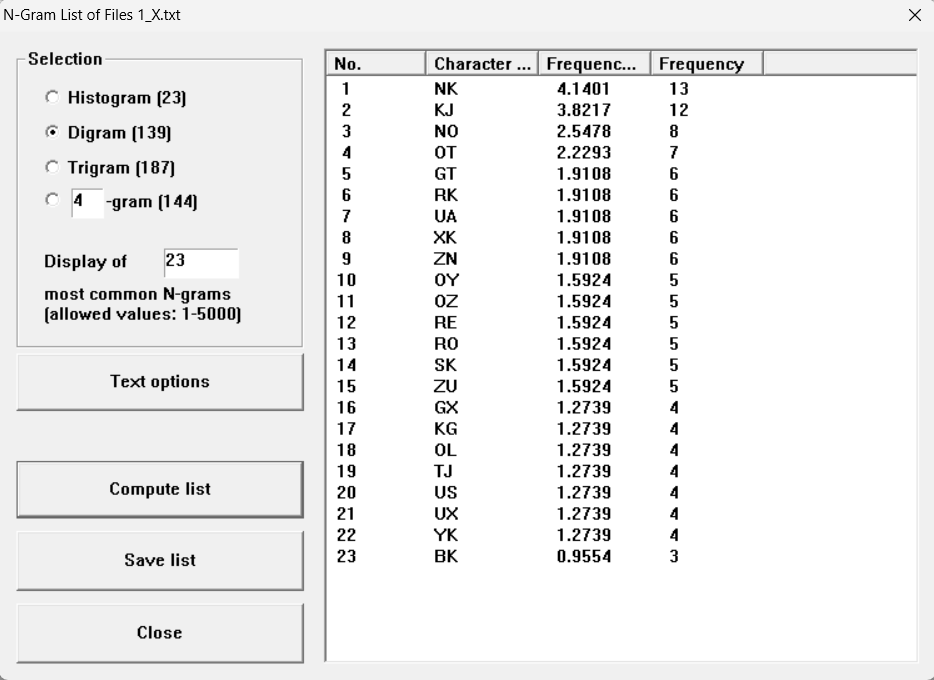 N-Gram List of Files 1_X.txt
Selection
Histogram (23)
Digram (139)
Trigram (187)
4 -gram (144)
Display of 23
most common N-grams
(allowed values: 1-5000)
Text options
Compute list
Save list
Close
No. Character ... Frequenc... Frequency
1 NK 4.1401 13
2 KJ 3.8217 12
3 NO 2.5478 8
4 OT 2.2293 7
5 GT 1.9108 6
6 RK 1.9108 6
7 UA 1.9108 6
8 XK 1.9108 6
9 ZN 1.9108 6
10 OY 1.5924 5
11 OZ 1.5924 5
12 RE 1.5924 5
13 RO 1.5924 5
14 SK 1.5924 5
15 ZU 1.5924 5
16 GX 1.2739 4
17 KG 1.2739 4
18 OL 1.2739 4
19 TJ 1.2739 4
20 US 1.2739 4
21 UX 1.2739 4
22 YK 1.2739 4
23 BK 0.9554 3